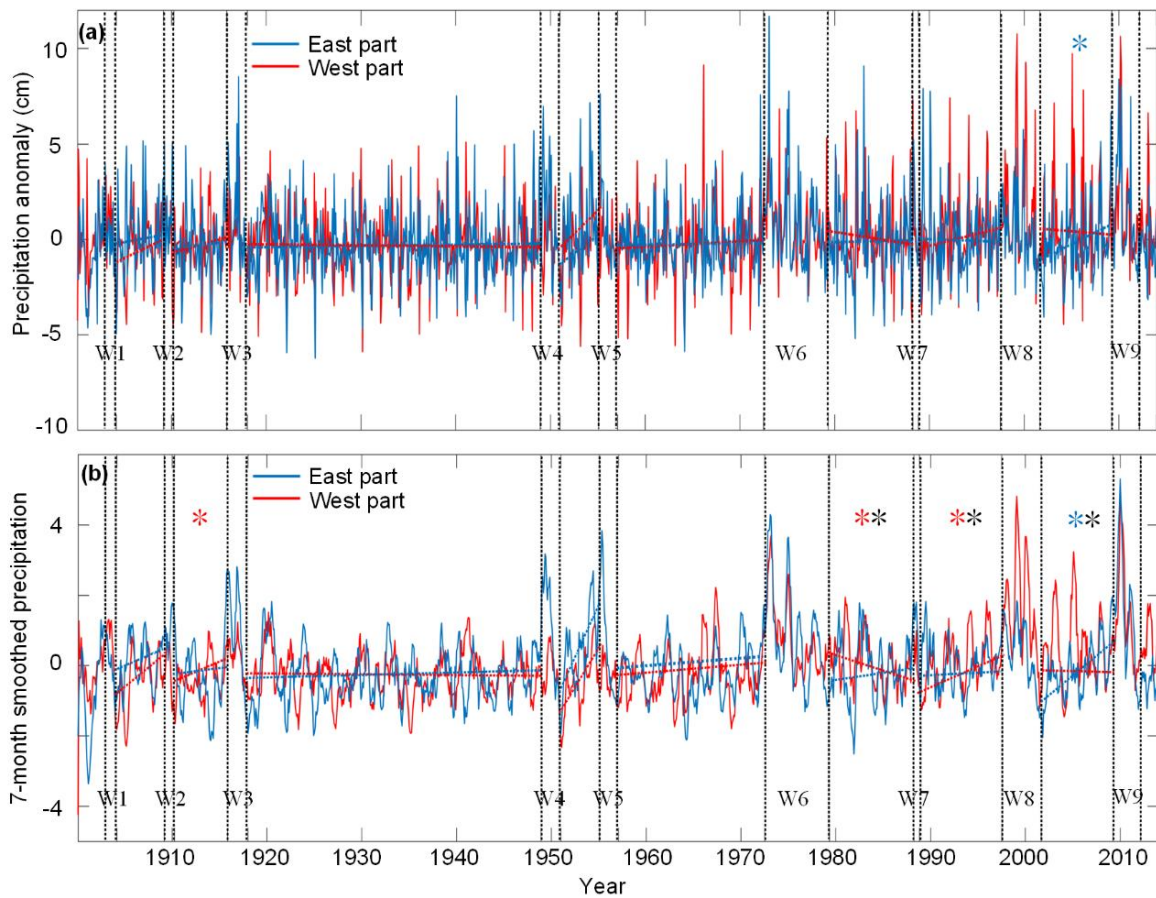 (a)
East part
West part
Precipitation anomaly (cm)
10
5
0
-5
-10
W1 W2 W3 W4 W5 W6 W7 W8 W9
*
(b)
East part
West part
7-month smoothed precipitation
4
0
-4
* ** ** **
W1 W2 W3 W4 W5 W6 W7 W8 W9
1910 1920 1930 1940 1950 1960 1970 1980 1990 2000 2010
Year